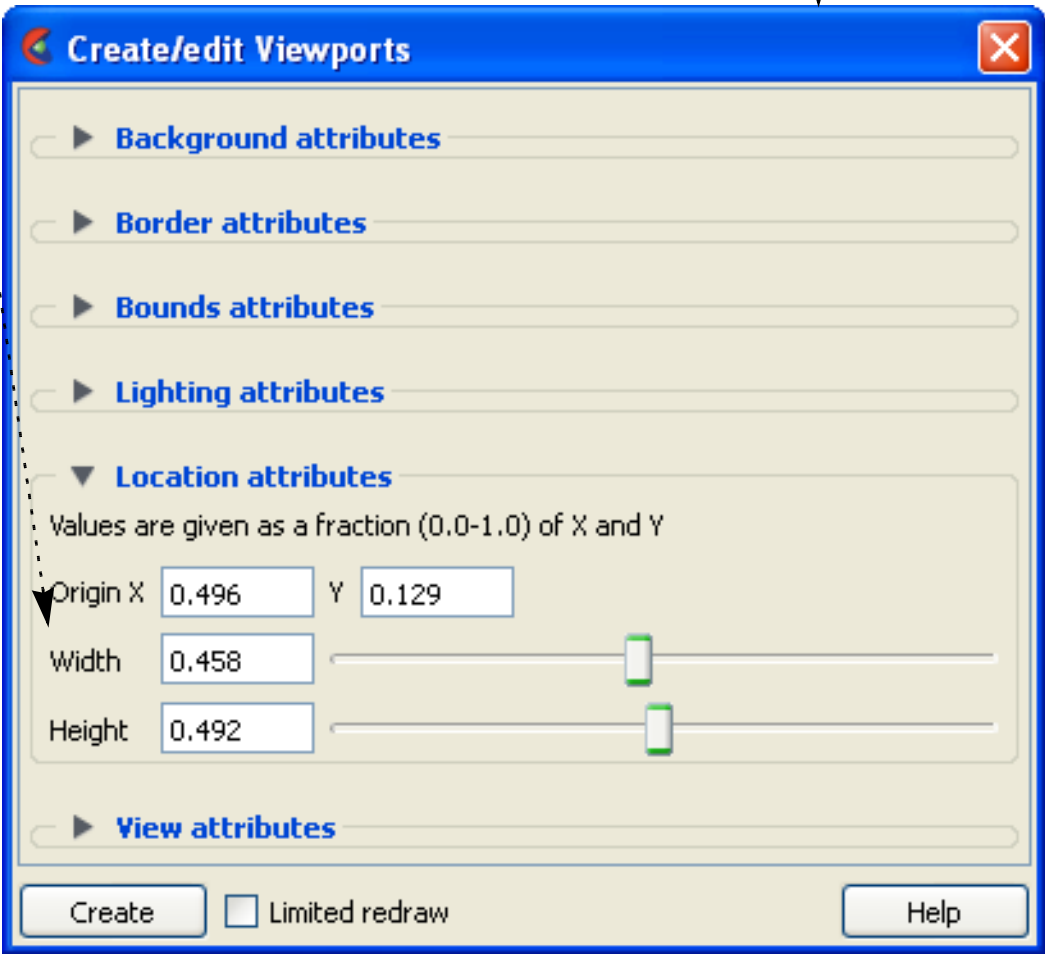 Create/edit Viewports
Background attributes
Border attributes
Bounds attributes
Lighting attributes
Location attributes
Values are given as a fraction (0.0-1.0) of X and Y
Origin X 0.496 Y 0.129
Width 0.458
Height 0.492
View attributes
Create Limited redraw Help